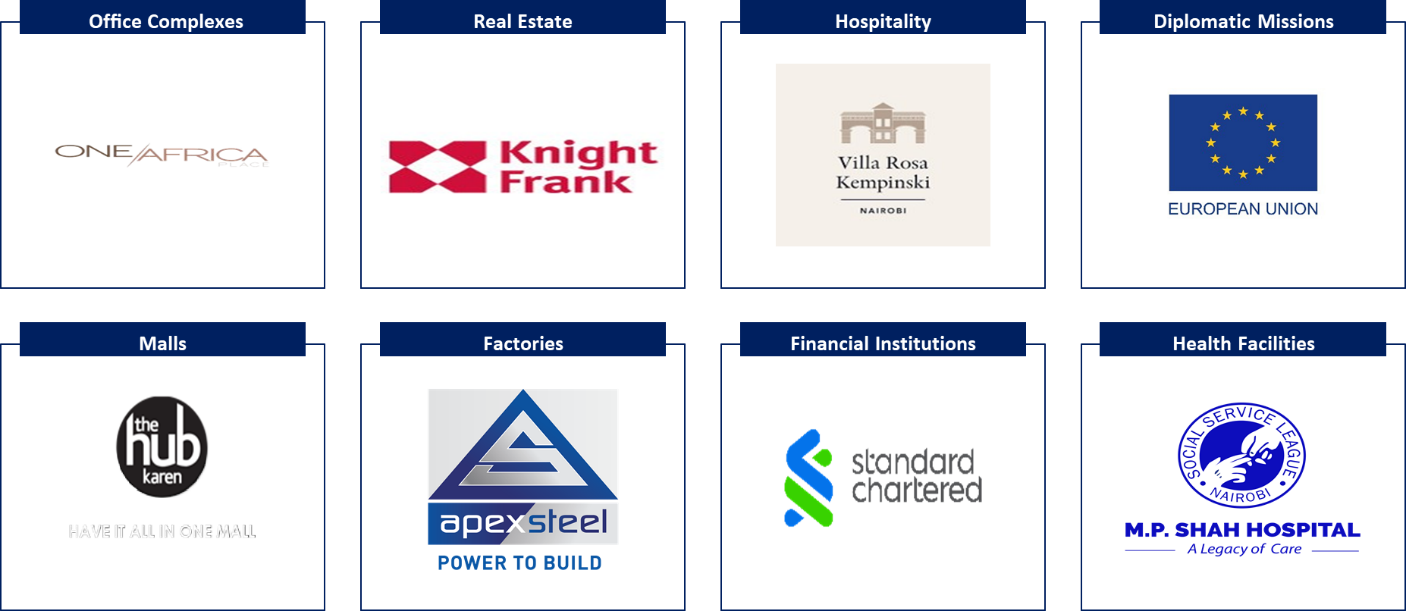 Office Complexes
Real Estate
Hospitality
Diplomatic Missions
ONE/AFRICA
PLACE
Knight
Frank
Villa Rosa
Kempinski
NAIROBI
EUROPEAN UNION
Malls
Factories
Financial Institutions
Health Facilities
the
hub
karen
HAVE IT ALL IN ONE MALL
apexsteel
POWER TO BUILD
standard
chartered
SOCIAL SERVICE LEAGUE
• NAIROBI •
M.P. SHAH HOSPITAL
A Legacy of Care